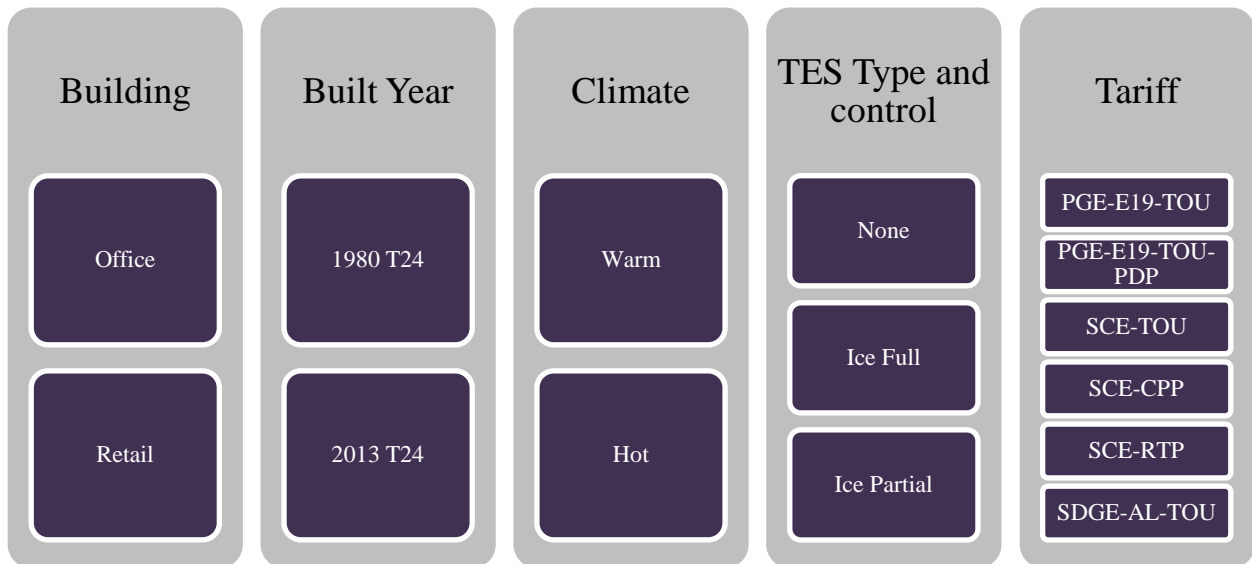 Building
Office
Retail
Built Year
1980 T24
2013 T24
Climate
Warm
Hot
TES Type and
control
None
Ice Full
Ice Partial
Tariff
PGE-E19-TOU
PGE-E19-TOU-
PDP
SCE-TOU
SCE-CPP
SCE-RTP
SDGE-AL-TOU